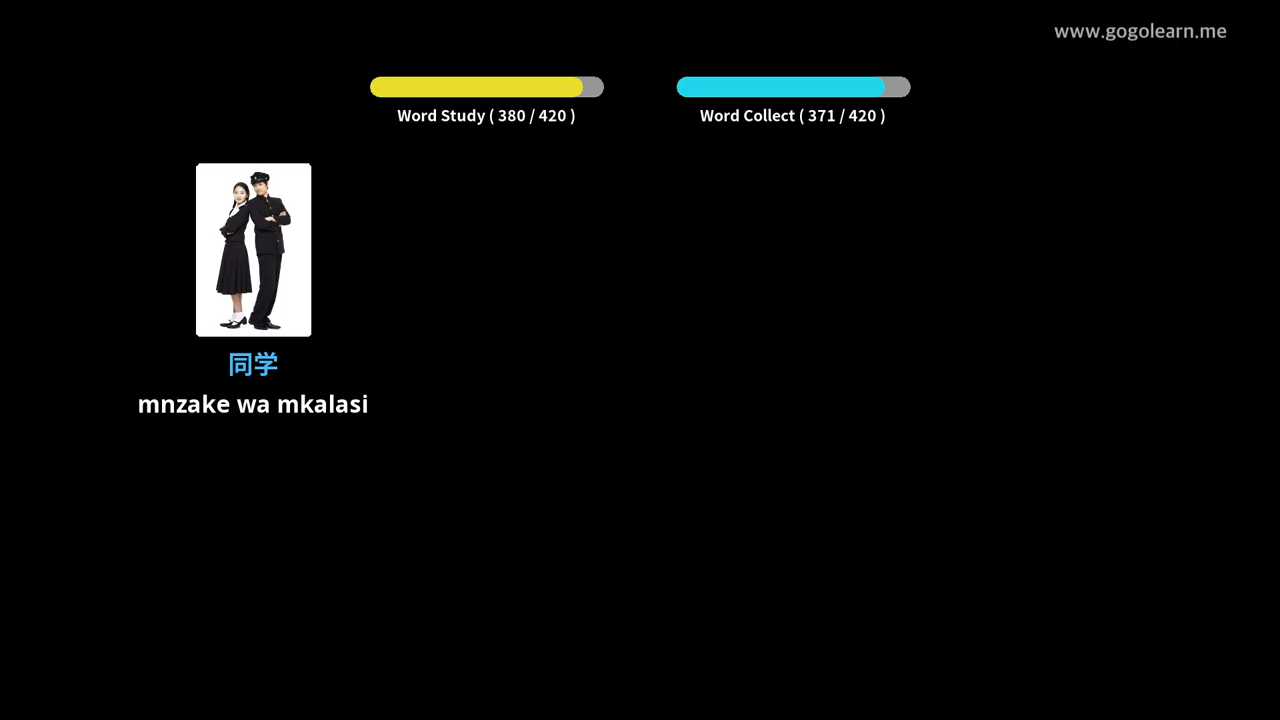 www.gogolearn.me
Word Study ( 380 / 420 )
Word Collect ( 371 / 420 )
同学
mnzake wa mkalasi